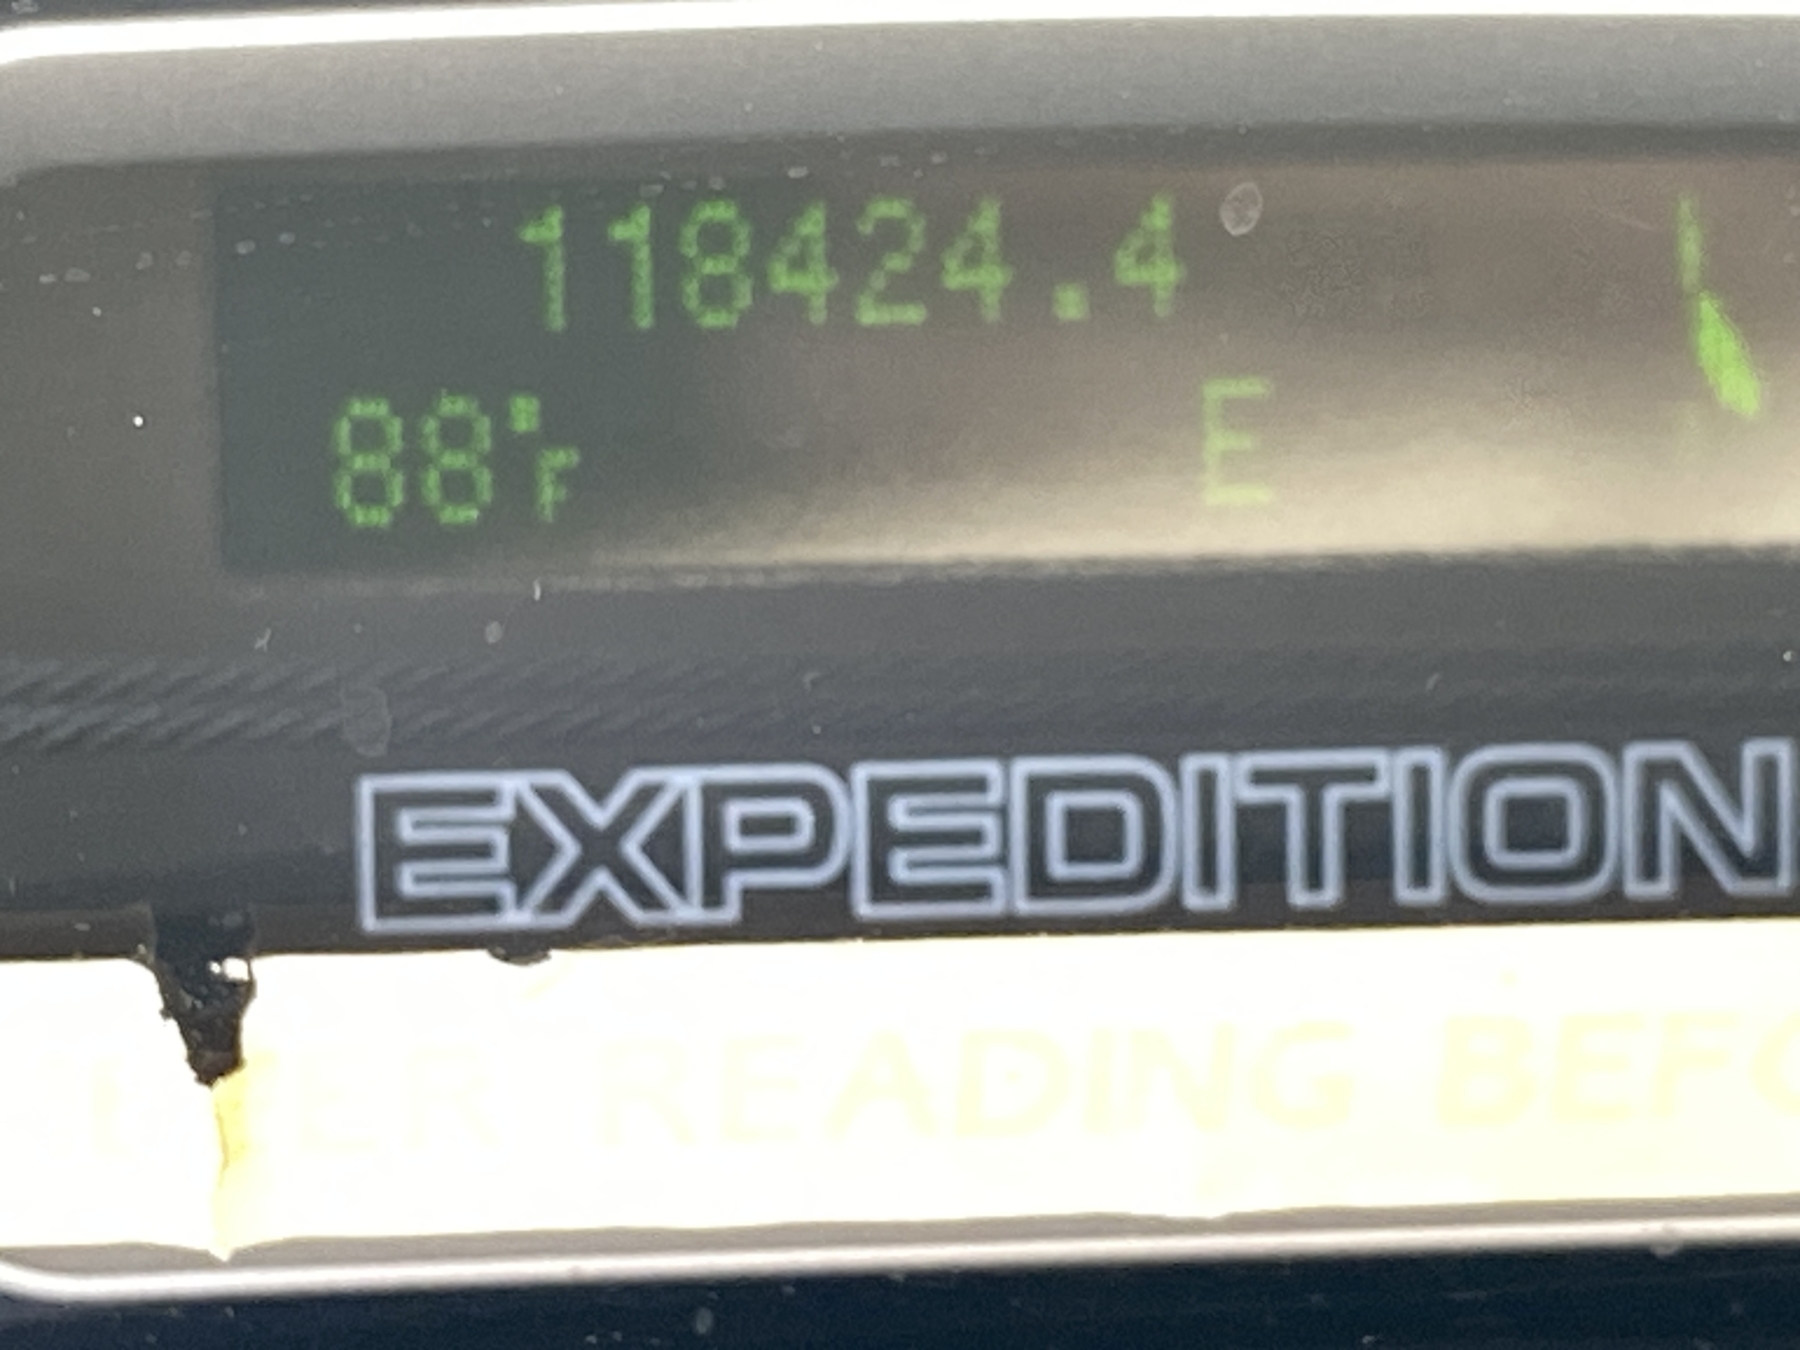 118424.4
88°F E
EXPEDITION
READING